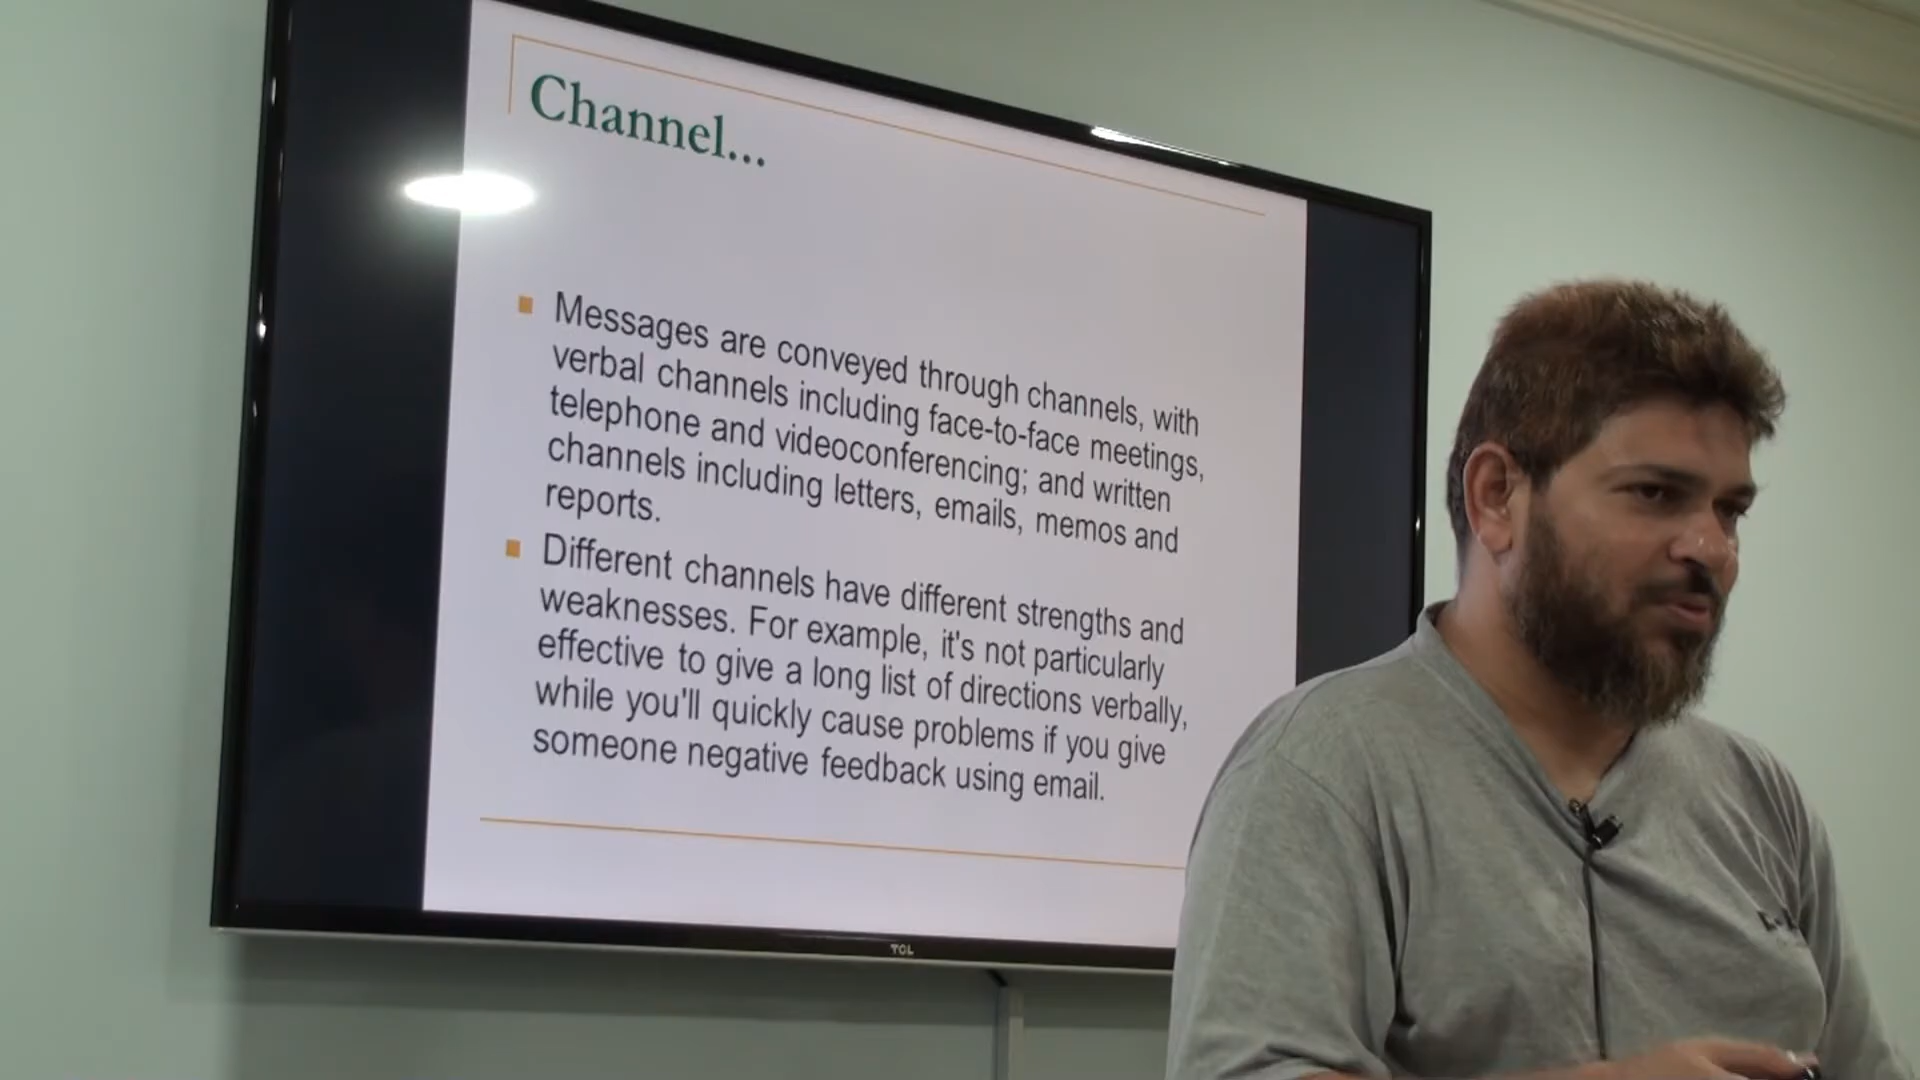 Channel...
Messages are conveyed through channels, with
verbal channels including face-to-face meetings,
telephone and videoconferencing; and written
channels including letters, emails, memos and
reports.
Different channels have different strengths and
weaknesses. For example, it's not particularly
effective to give a long list of directions verbally,
while you'll quickly cause problems if you give
someone negative feedback using email.
TCL